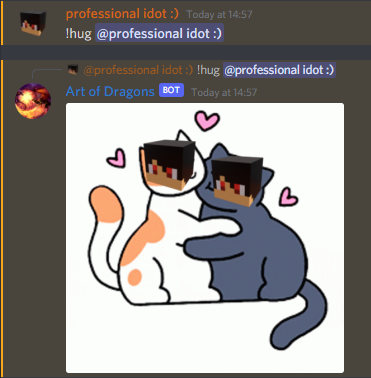 professional idot :) Today at 14:57
!hug @professional idot :)
@professional idot :) !hug @professional idot :)
Art of Dragons BOT Today at 14:57